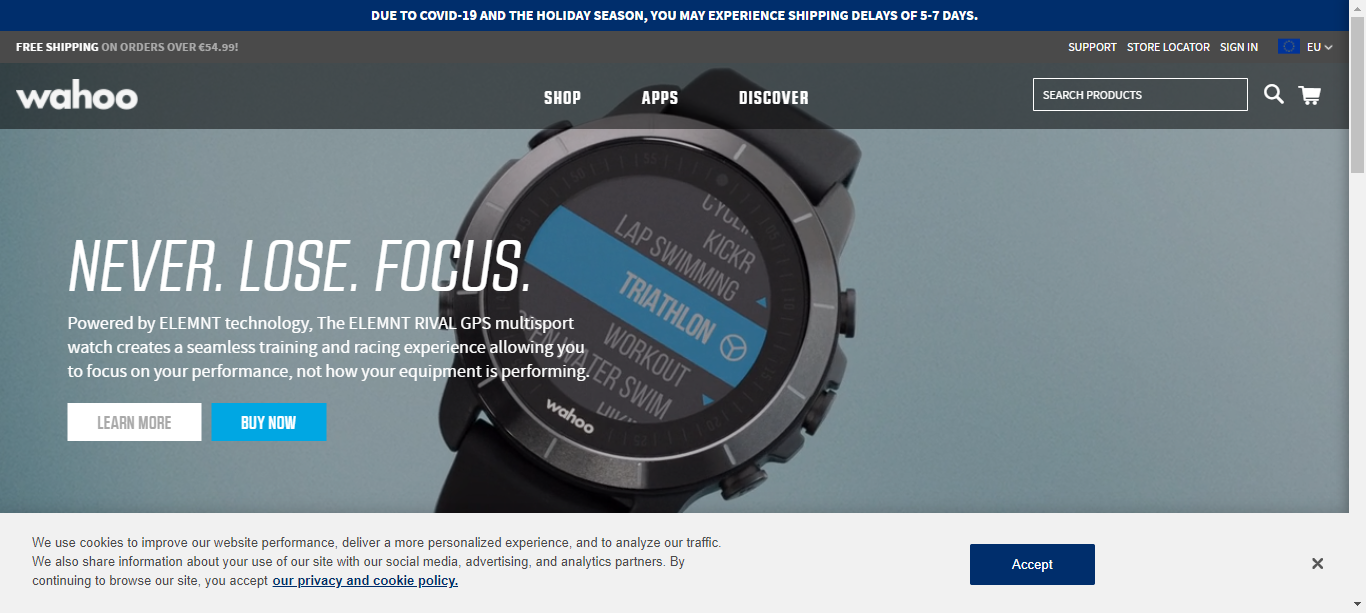 DUE TO COVID-19 AND THE HOLIDAY SEASON, YOU MAY EXPERIENCE SHIPPING DELAYS OF 5-7 DAYS.
FREE SHIPPING ON ORDERS OVER €54.99!
SUPPORT STORE LOCATOR SIGN IN EU
wahoo
SHOP APPS DISCOVER
SEARCH PRODUCTS
NEVER. LOSE. FOCUS.
Powered by ELEMNT technology, The ELEMNT RIVAL GPS multisport
watch creates a seamless training and racing experience allowing you
to focus on your performance, not how your equipment is performing.
LEARN MORE BUY NOW
KICKR
LAP SWIMMING
TRIATHLON
WORKOUT
WATER SWIM
wahoo
We use cookies to improve our website performance, deliver a more personalized experience, and to analyze our traffic.
We also share information about your use of our site with our social media, advertising, and analytics partners. By
continuing to browse our site, you accept our privacy and cookie policy.
Accept